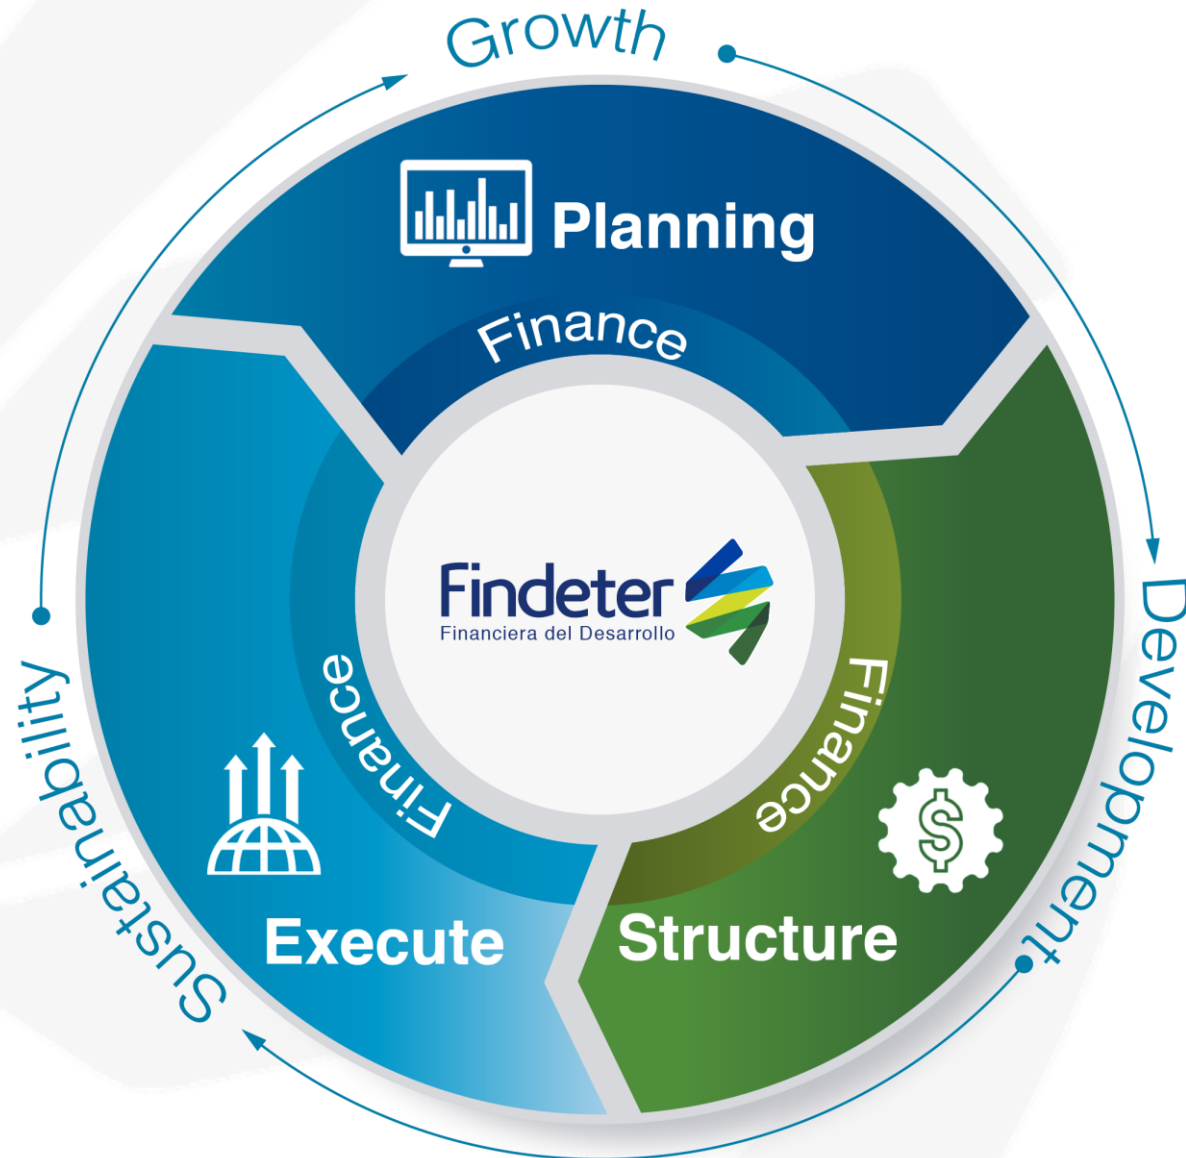 Growth
Planning
Finance
Findeter
Financiera del Desarrollo
Finance
Finance
Development
Sustainability
Execute
Structure
$